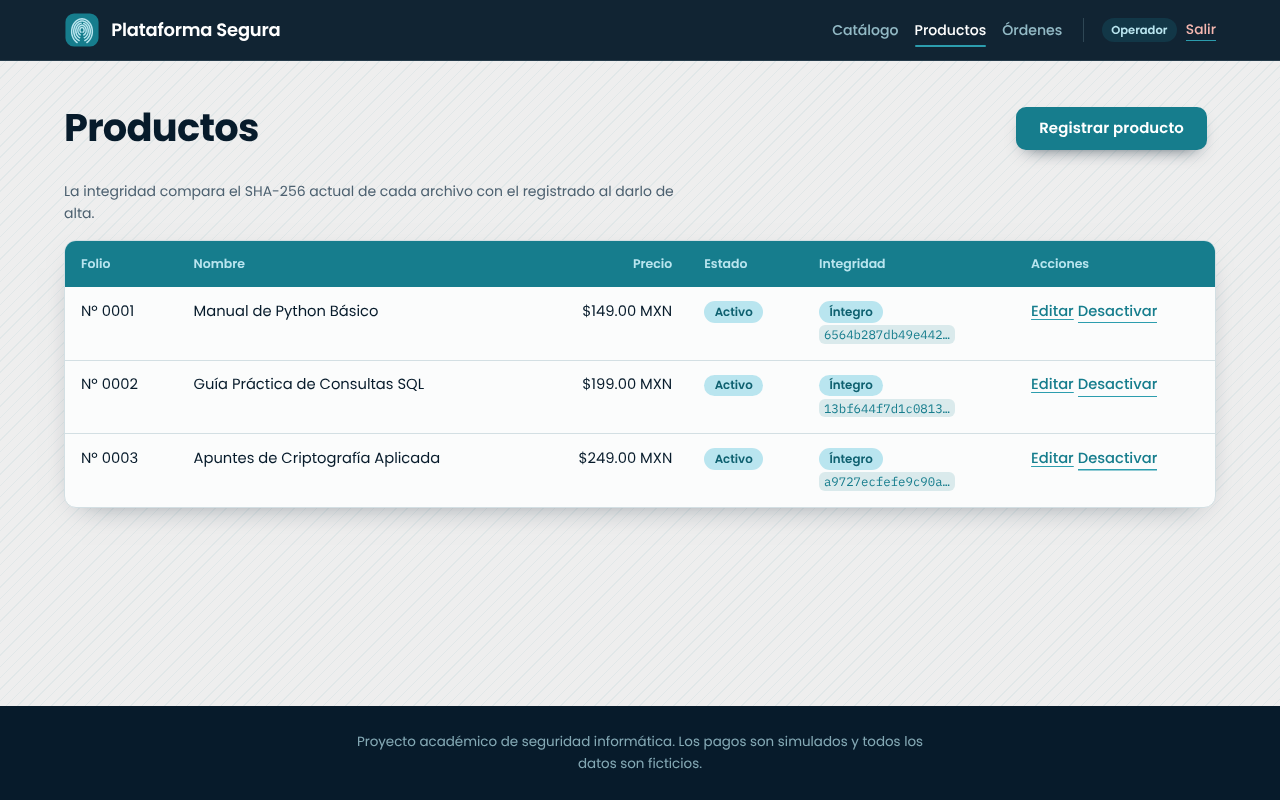 Plataforma Segura
Catálogo Productos Órdenes Operador Salir
Productos
Registrar producto
La integridad compara el SHA-256 actual de cada archivo con el registrado al darlo de
alta.
Folio Nombre Precio Estado Integridad Acciones
N° 0001 Manual de Python Básico $149.00 MXN Activo Íntegro Editar Desactivar
6564b287db49e442…
N° 0002 Guía Práctica de Consultas SQL $199.00 MXN Activo Íntegro Editar Desactivar
13bf644f7d1c0813…
N° 0003 Apuntes de Criptografía Aplicada $249.00 MXN Activo Íntegro Editar Desactivar
a9727ecfefe9c90a…
Proyecto académico de seguridad informática. Los pagos son simulados y todos los
datos son ficticios.